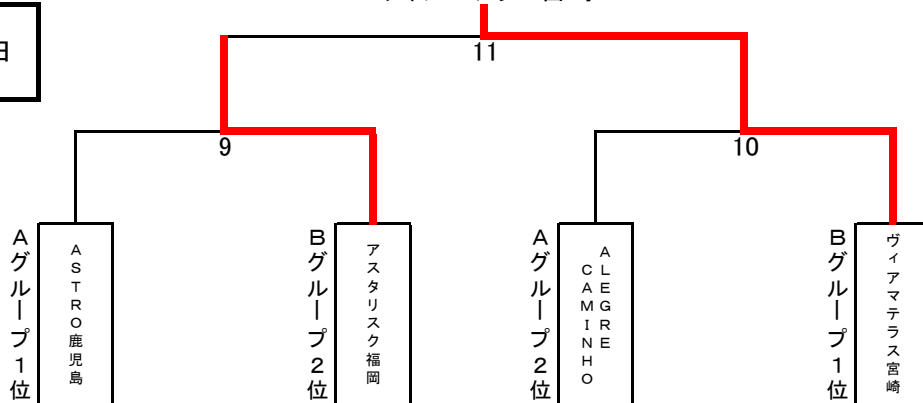 11
9
10
Aグループ1位
ASTRO鹿児島
Bグループ2位
アスタリスク福岡
Aグループ2位
ALEGRE
CAMINHO
Bグループ1位
ヴィアマテラス宮崎